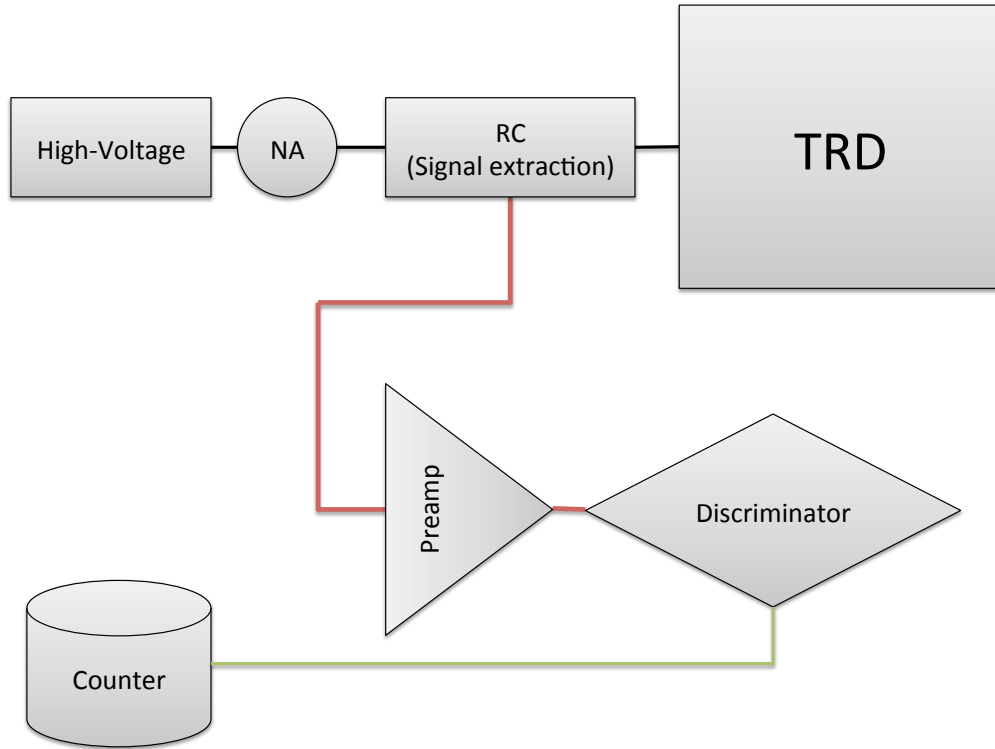 High-Voltage
NA
RC
(Signal extraction)
TRD
Preamp
Discriminator
Counter